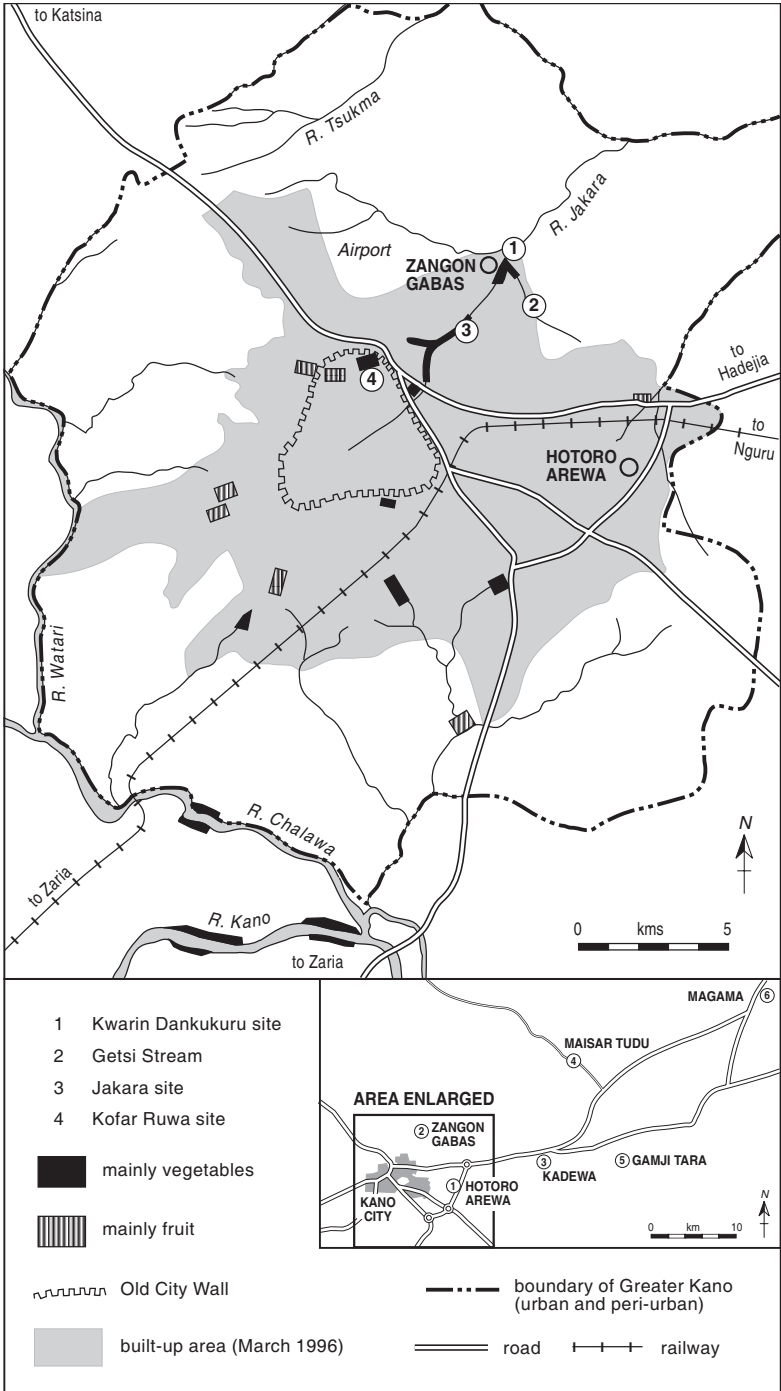 to Katsina
R. Tsukma
R. Jakara
Airport
1
ZANGON
GABAS
2
3
to
Hadejia
4
to
Nguru
HOTORO
AREWA
R. Watari
R. Chalawa
N
to Zaria
R. Kano
0 kms 5
to Zaria
1 Kwarin Dankukuru site
2 Getsi Stream
3 Jakara site
4 Kofar Ruwa site
mainly vegetables
mainly fruit
Old City Wall
built-up area (March 1996)
MAGAMA 6
MAISAR TUDU
4
AREA ENLARGED
2 ZANGON
GABAS
3
KADEWA
5 GAMJI TARA
1 HOTORO
AREWA
KANO
CITY
N
0 km 10
boundary of Greater Kano
(urban and peri-urban)
road
railway